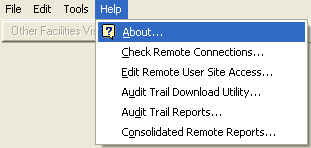 File Edit Tools Help
Other Facilities Vis
About...
Check Remote Connections...
Edit Remote User Site Access...
Audit Trail Download Utility...
Audit Trail Reports...
Consolidated Remote Reports...